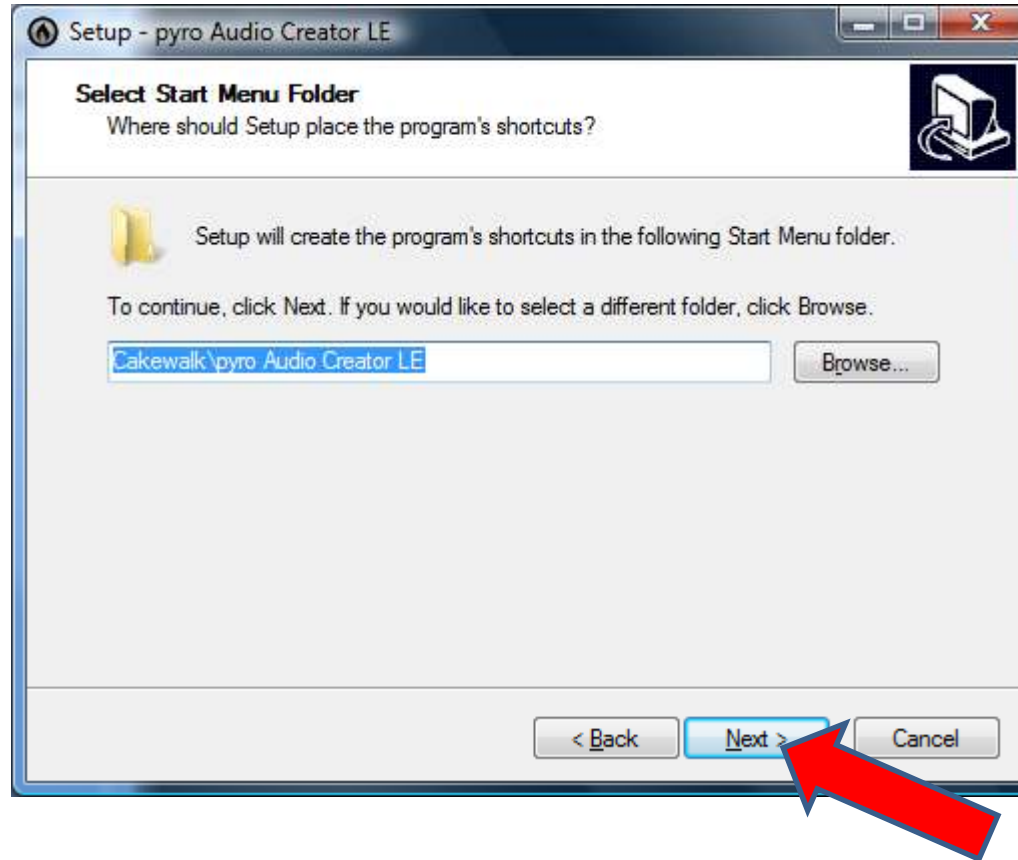 Setup - pyro Audio Creator LE
Select Start Menu Folder
Where should Setup place the program's shortcuts?
Setup will create the program's shortcuts in the following Start Menu folder.
To continue, click Next. If you would like to select a different folder, click Browse.
Cakewalk\pyro Audio Creator LE
Browse...
< Back
Next >
Cancel